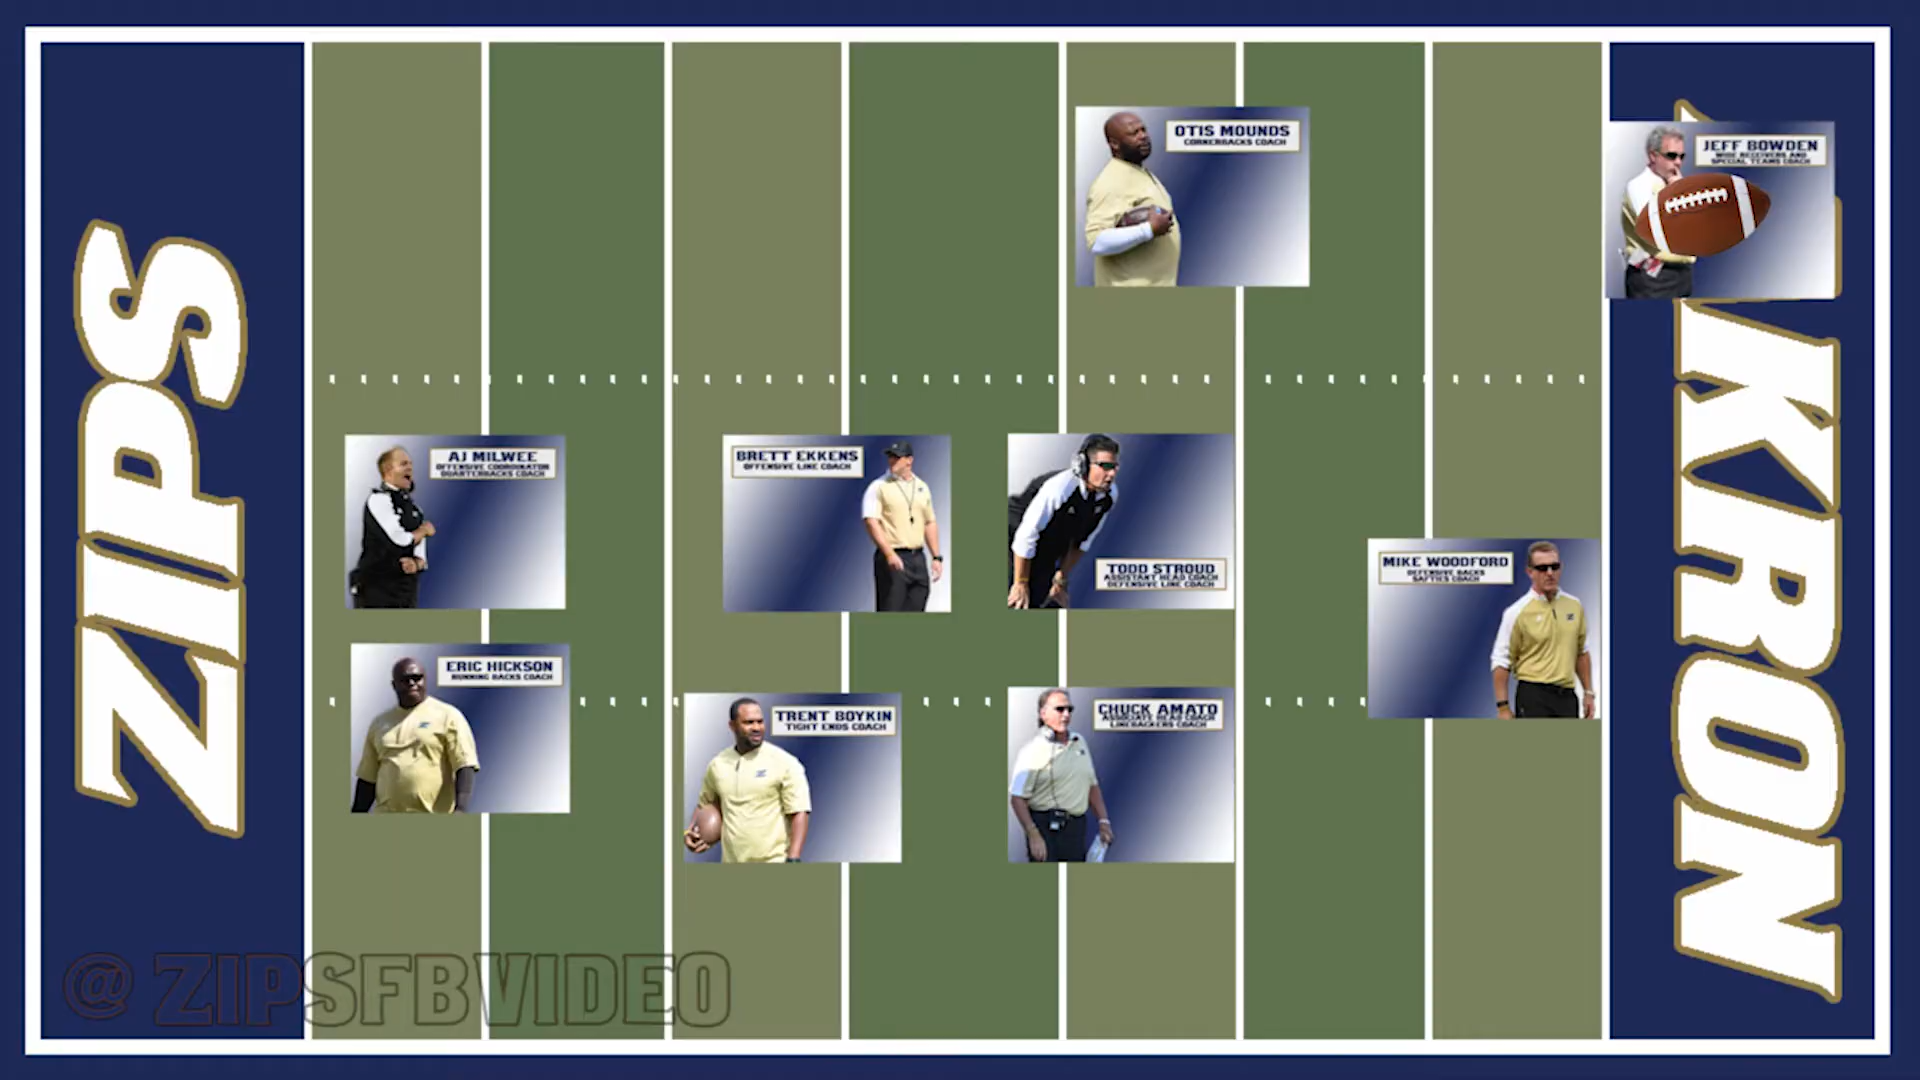 ZIPS
OTIS MOUNDS
CORNERBACKS COACH
JEFF BOWDEN
WIDE RECEIVERS AND
SPECIAL TEAMS COACH
AJ MILWEE
OFFENSIVE COORDINATOR
QUARTERBACKS COACH
BRETT EKKENS
OFFENSIVE LINE COACH
TODD STROUD
ASSISTANT HEAD COACH
DEFENSIVE LINE COACH
MIKE WOODFORD
DEFENSIVE BACKS
SAFTIES COACH
ERIC HICKSON
RUNNING BACKS COACH
TRENT BOYKIN
TIGHT ENDS COACH
CHUCK AMATO
ASSOCIATE HEAD COACH
LINEBACKERS COACH
AKRON
@ ZIPSFBVIDEO